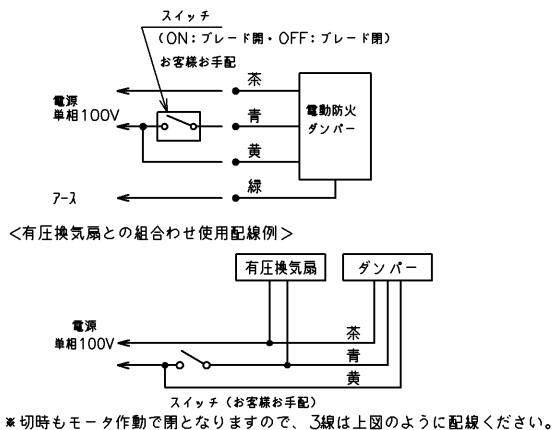 スイッチ
(ON：ブレード開・OFF：ブレード閉)
お客様お手配
茶
電源
単相100V
青
電動防火
ダンパー
黄
緑
アース
＜有圧換気扇との組合わせ使用配線例＞
有圧換気扇
ダンパー
電源
単相100V
茶
青
黄
スイッチ(お客様お手配)
※切時もモータ作動で閉となりますので、3線は上図のように配線ください。